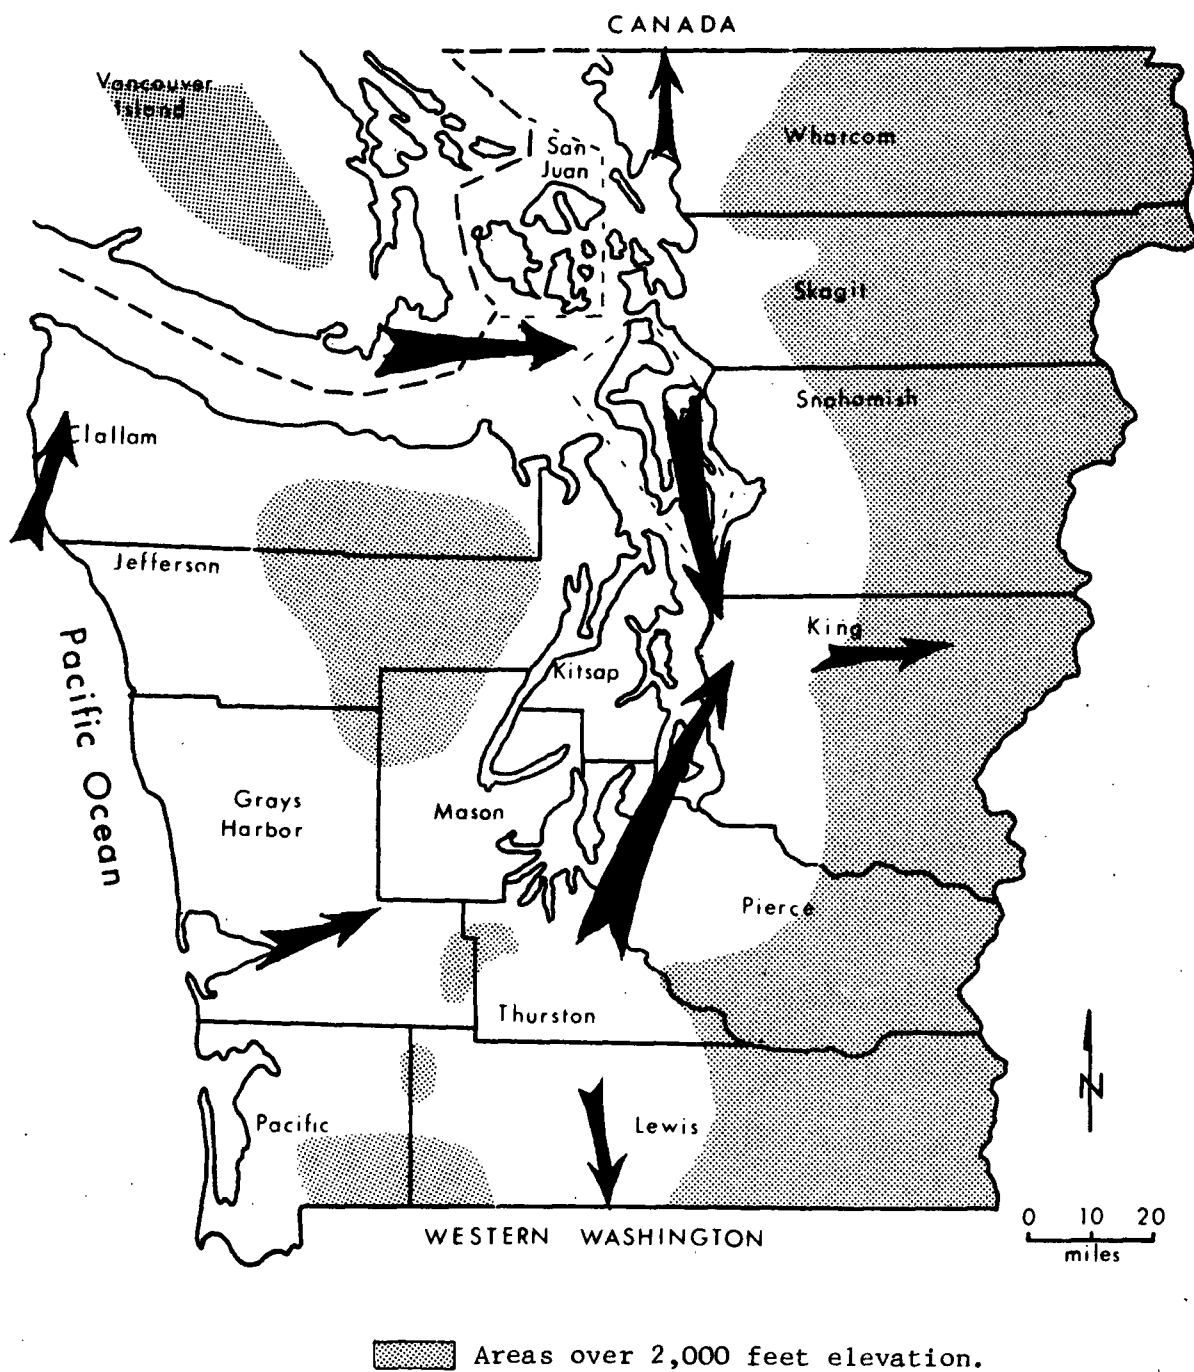 CANADA
Vancouver
Island
Whatcom
San
Juan
Skagit
Snohomish
Clallam
Jefferson
King
Kitsap
Pacific Ocean
Grays
Harbor
Mason
Pierce
Thurston
N
Pacific
Lewis
0 10 20
miles
WESTERN WASHINGTON
Areas over 2,000 feet elevation.